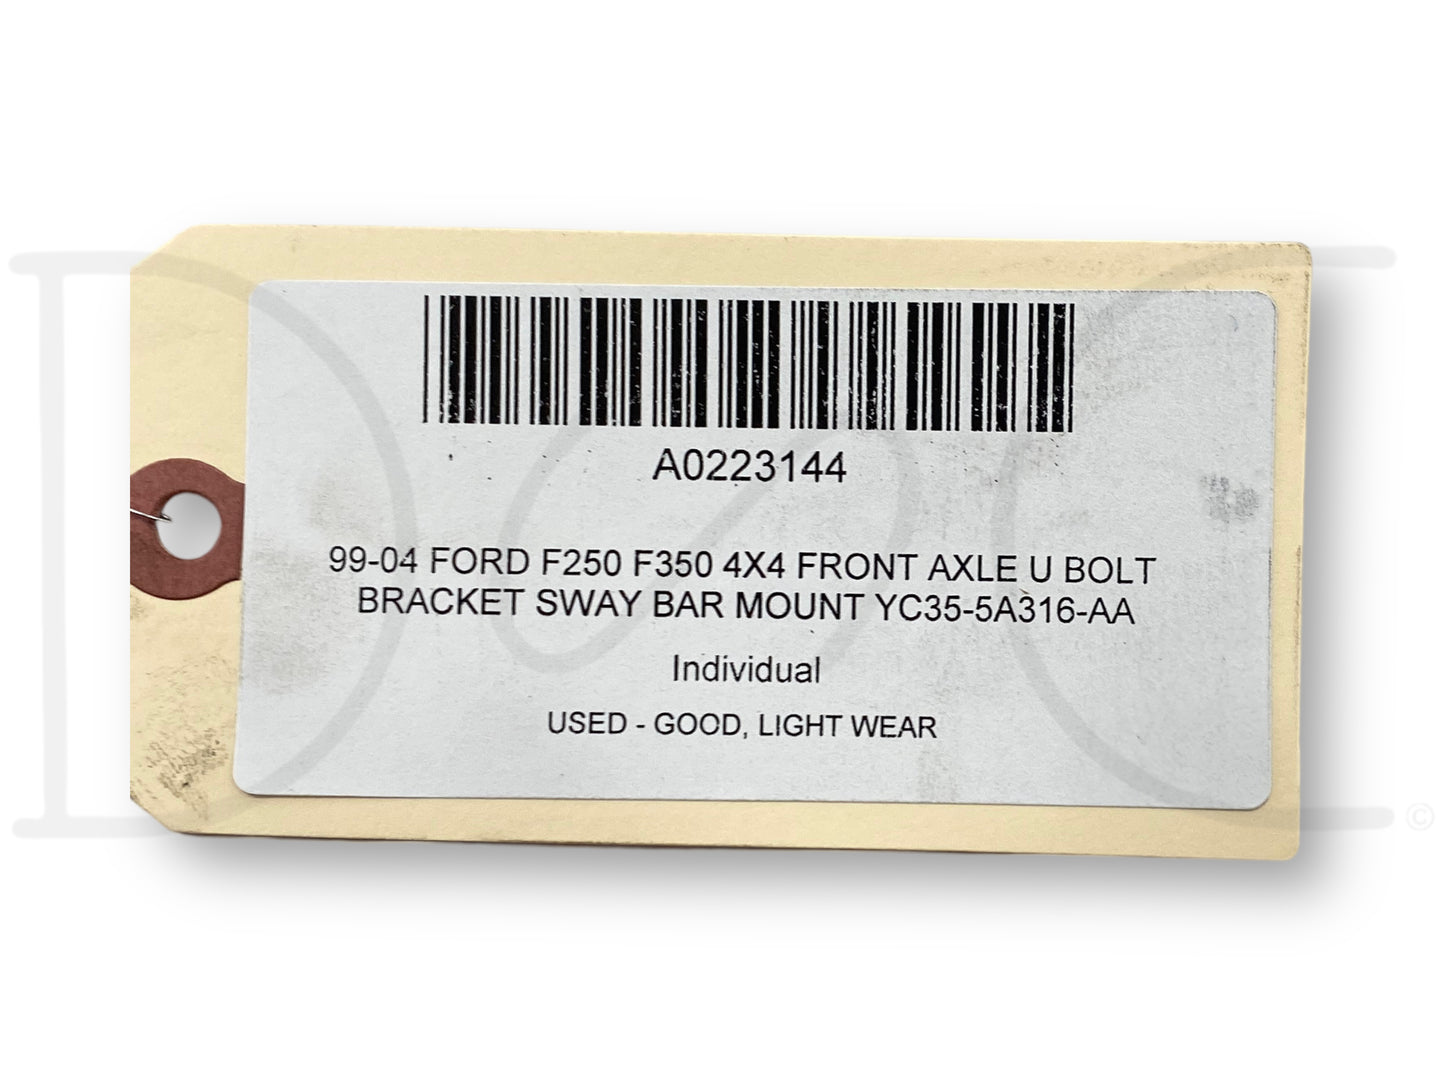 A0223144
99-04 FORD F250 F350 4X4 FRONT AXLE U BOLT
BRACKET SWAY BAR MOUNT YC35-5A316-AA
Individual
USED - GOOD, LIGHT WEAR
©